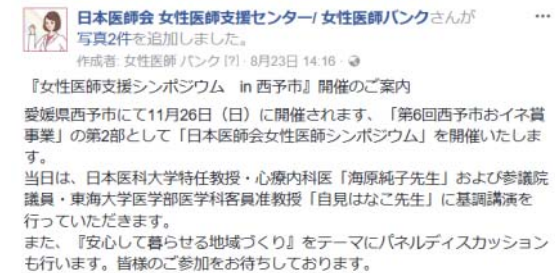 日本医師会 女性医師支援センター/ 女性医師バンクさんが
写真2件を追加しました。
作成者: 女性医師 バンク [?] · 8月23日 14:16 ·
『女性医師支援シンポジウム in 西予市』開催のご案内
愛媛県西予市にて11月26日（日）に開催されます、「第6回西予市おイネ賞
事業」の第2部として「日本医師会女性医師シンポジウム」を開催いたしま
す。
当日は、日本医科大学特任教授・心療内科医「海原純子先生」および参議院
議員・東海大学医学部医学科客員准教授「自見はなこ先生」に基調講演を
行っていただきます。
また、『安心して暮らせる地域づくり』をテーマにパネルディスカッション
も行います。皆様のご参加をお待ちしております。